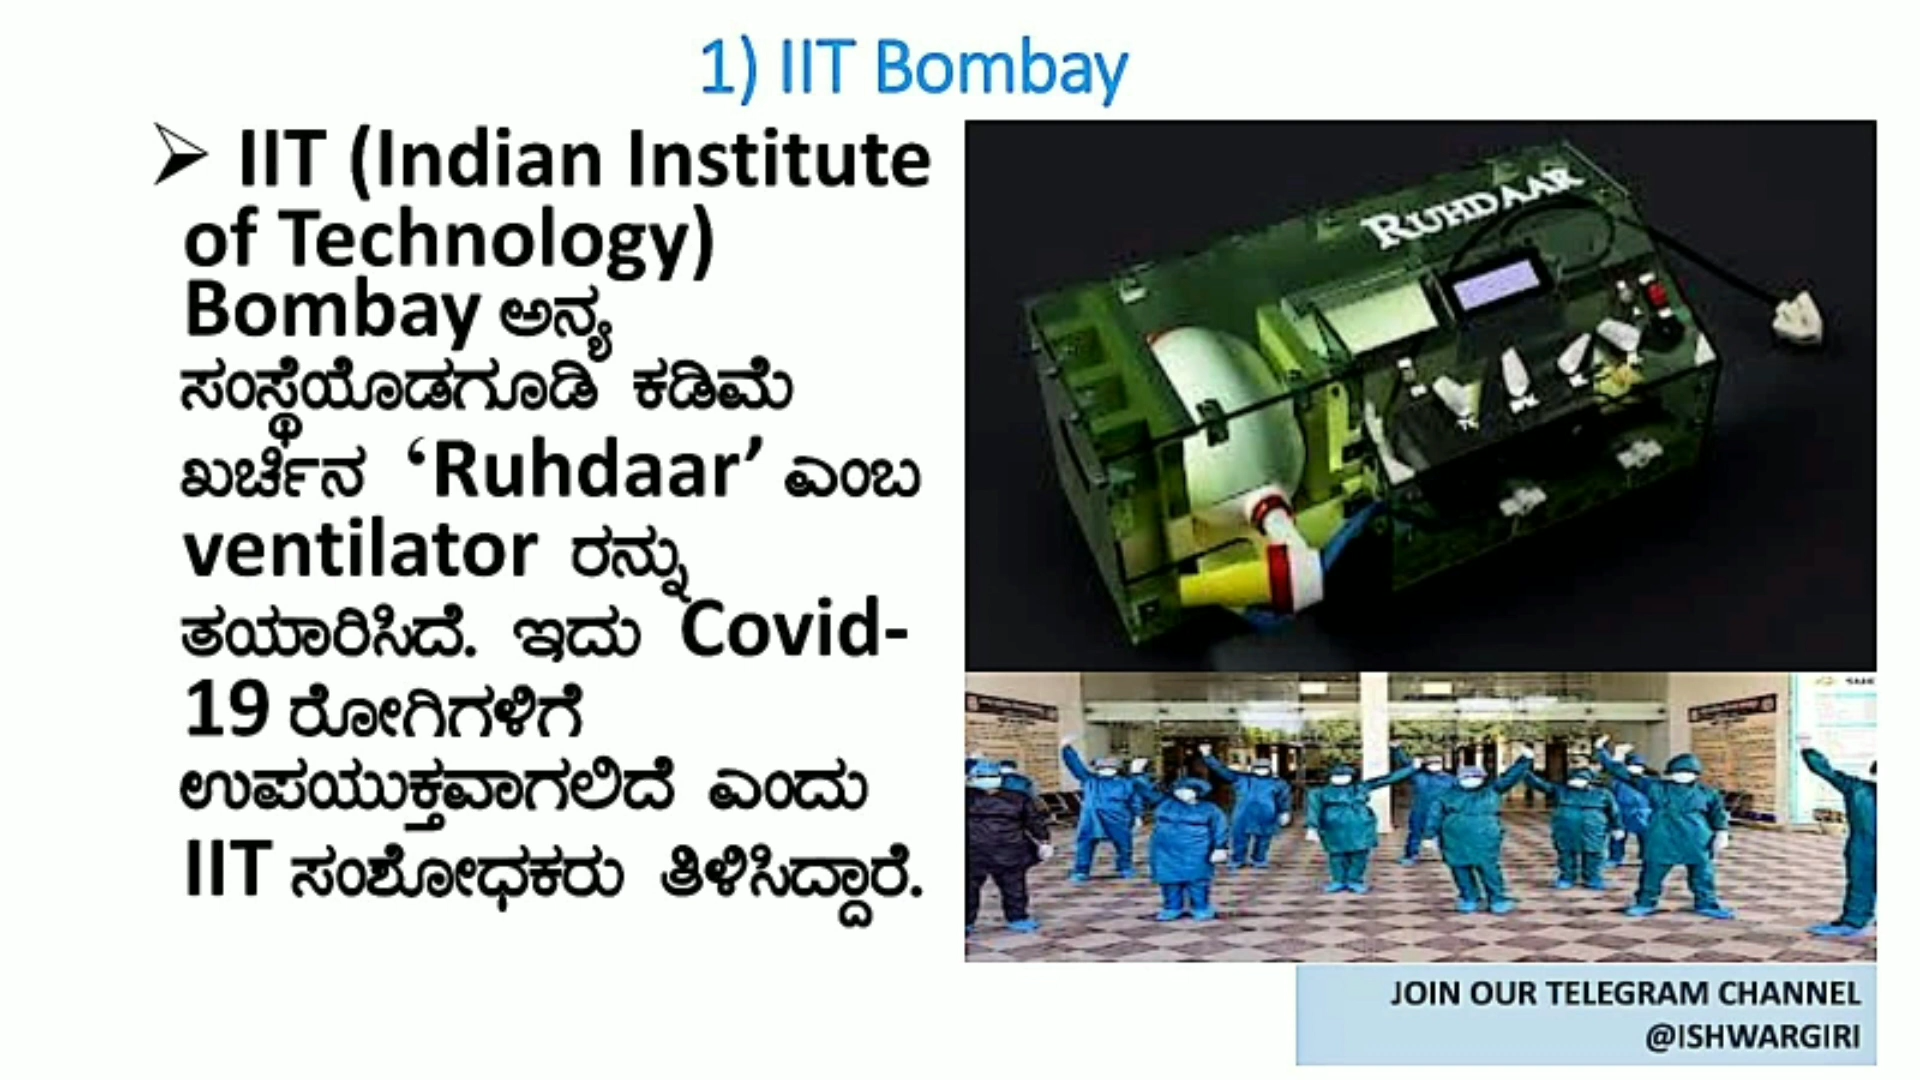 1) IIT Bombay
➢ IIT (Indian Institute
of Technology)
Bombay ಅನ್ಯ
ಸಂಸ್ಥೆಯೊಡಗೂಡಿ ಕಡಿಮೆ
ಖರ್ಚಿನ ‘Ruhdaar’ ಎಂಬ
ventilator ರನ್ನು
ತಯಾರಿಸಿದೆ. ಇದು Covid-
19 ರೋಗಿಗಳಿಗೆ
ಉಪಯುಕ್ತವಾಗಲಿದೆ ಎಂದು
IIT ಸಂಶೋಧಕರು ತಿಳಿಸಿದ್ದಾರೆ.
RUHDAAR
JOIN OUR TELEGRAM CHANNEL
@ISHWARGIRI